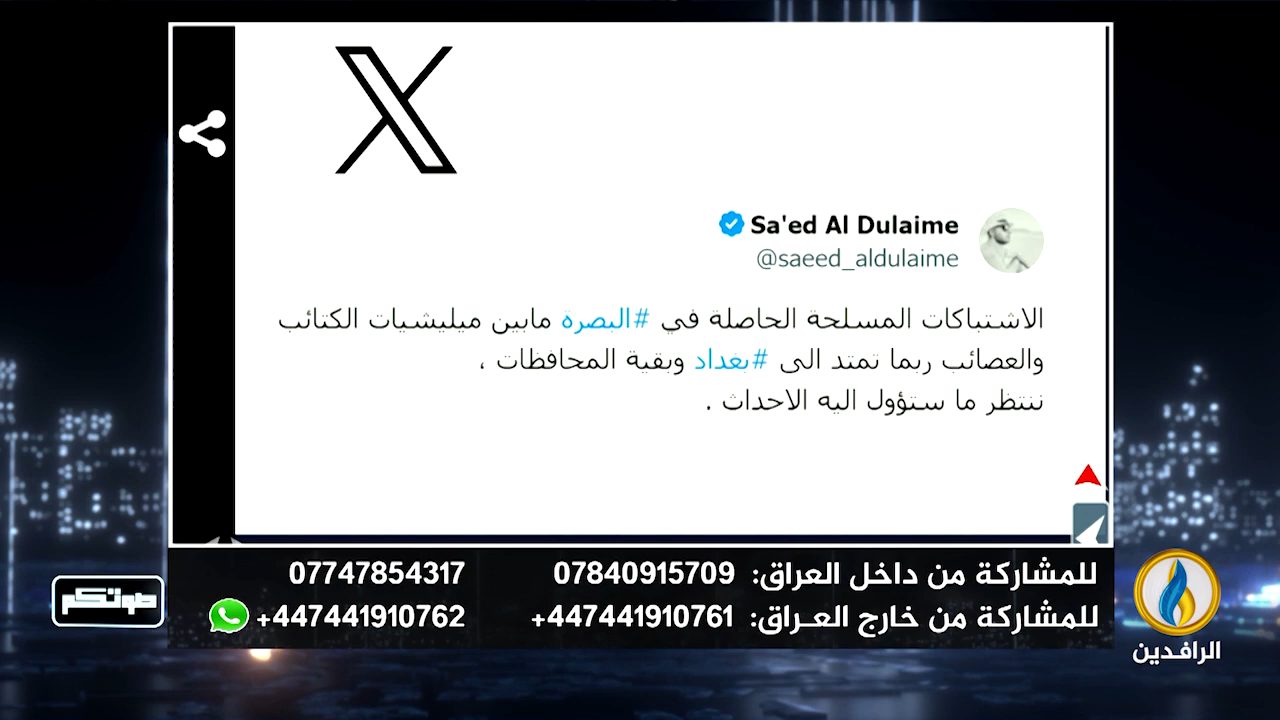 Sa'ed Al Dulaime
@saeed_aldulaime
الاشتباكات المسلحة الحاصلة في #البصرة مابين ميليشيات الكتائب
والعصائب ربما تمتد الى #بغداد وبقية المحافظات ،
ننتظر ما ستؤول اليه الاحداث .
للمشاركة من داخل العراق: 07840915709 07747854317
للمشاركة من خارج العراق: +447441910761 +447441910762
صوتكم
الرافدين